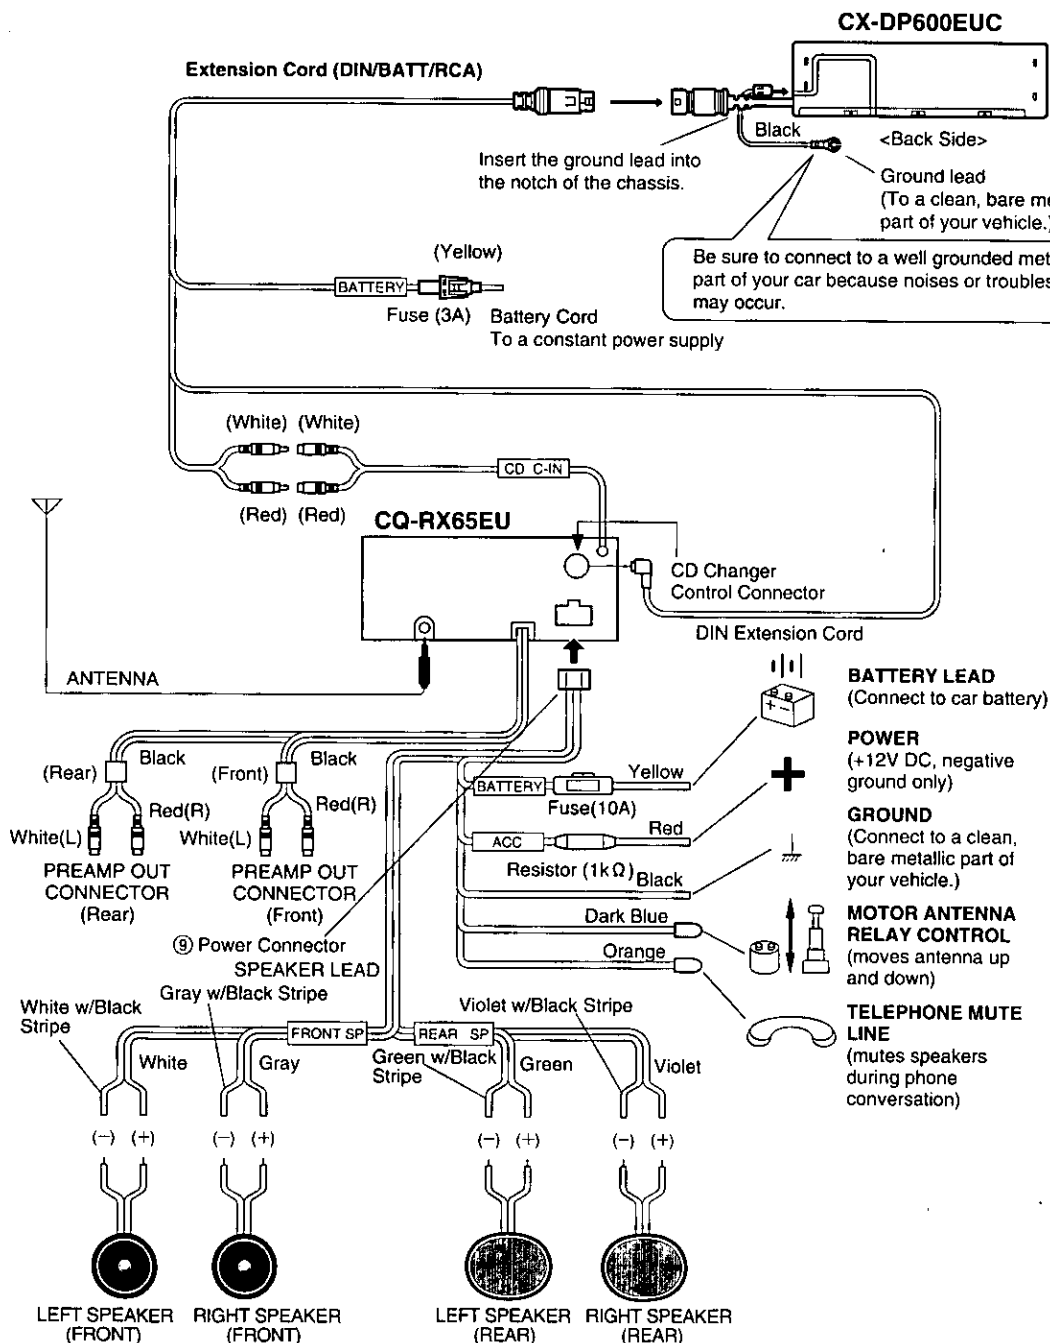 CX-DP600EUC
Extension Cord (DIN/BATT/RCA)
Black
<Back Side>
Insert the ground lead into
the notch of the chassis.
Ground lead
(To a clean, bare me
part of your vehicle.)
Be sure to connect to a well grounded met
part of your car because noises or troubles
may occur.
(Yellow)
BATTERY
Fuse (3A)
Battery Cord
To a constant power supply
(White) (White)
CD C-IN
(Red) (Red)
CQ-RX65EU
CD Changer
Control Connector
DIN Extension Cord
ANTENNA
BATTERY LEAD
(Connect to car battery)
Black
Black
(Rear)
(Front)
Red(R)
Red(R)
White(L)
White(L)
PREAMP OUT
CONNECTOR
(Rear)
PREAMP OUT
CONNECTOR
(Front)
BATTERY
Yellow
Fuse(10A)
+ −
POWER
(+12V DC, negative
ground only)
ACC
Red
Resistor (1kΩ)
Black
GROUND
(Connect to a clean,
bare metallic part of
your vehicle.)
Dark Blue
MOTOR ANTENNA
RELAY CONTROL
(moves antenna up
and down)
Orange
TELEPHONE MUTE
LINE
(mutes speakers
during phone
conversation)
⑨ Power Connector
SPEAKER LEAD
White w/Black
Stripe
Gray w/Black Stripe
White
Gray
FRONT SP
REAR SP
Violet w/Black Stripe
Green w/Black
Stripe
Green
Violet
(−) (+) (−) (+) (−) (+) (−) (+)
LEFT SPEAKER
(FRONT)
RIGHT SPEAKER
(FRONT)
LEFT SPEAKER
(REAR)
RIGHT SPEAKER
(REAR)